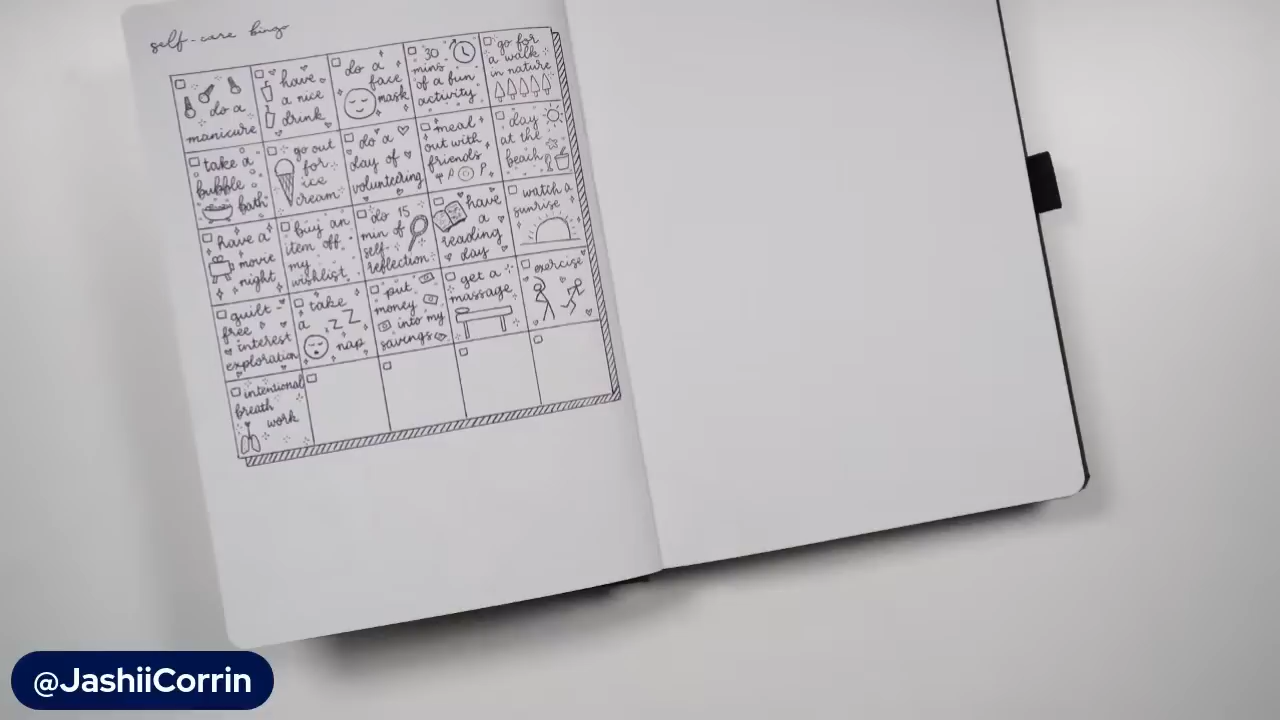 self-care bingo
do a
manicure
have
a nice
drink
do a
face
mask
30
mins
of a fun
activity
go for
a walk
in nature
take a
bubble
bath
go out
for
ice
cream
do a
day of
volunteering
meal
out with
friends
day
at the
beach
have a
movie
night
buy an
item off
my
wishlist
do 15
min of
self-
reflection
have
a
reading
day
watch a
sunrise
guilt-
free
interest
exploration
take
a
z z
nap
put
money
into my
savings
get a
massage
exercise
intentional
breath
work
@JashiiCorrin